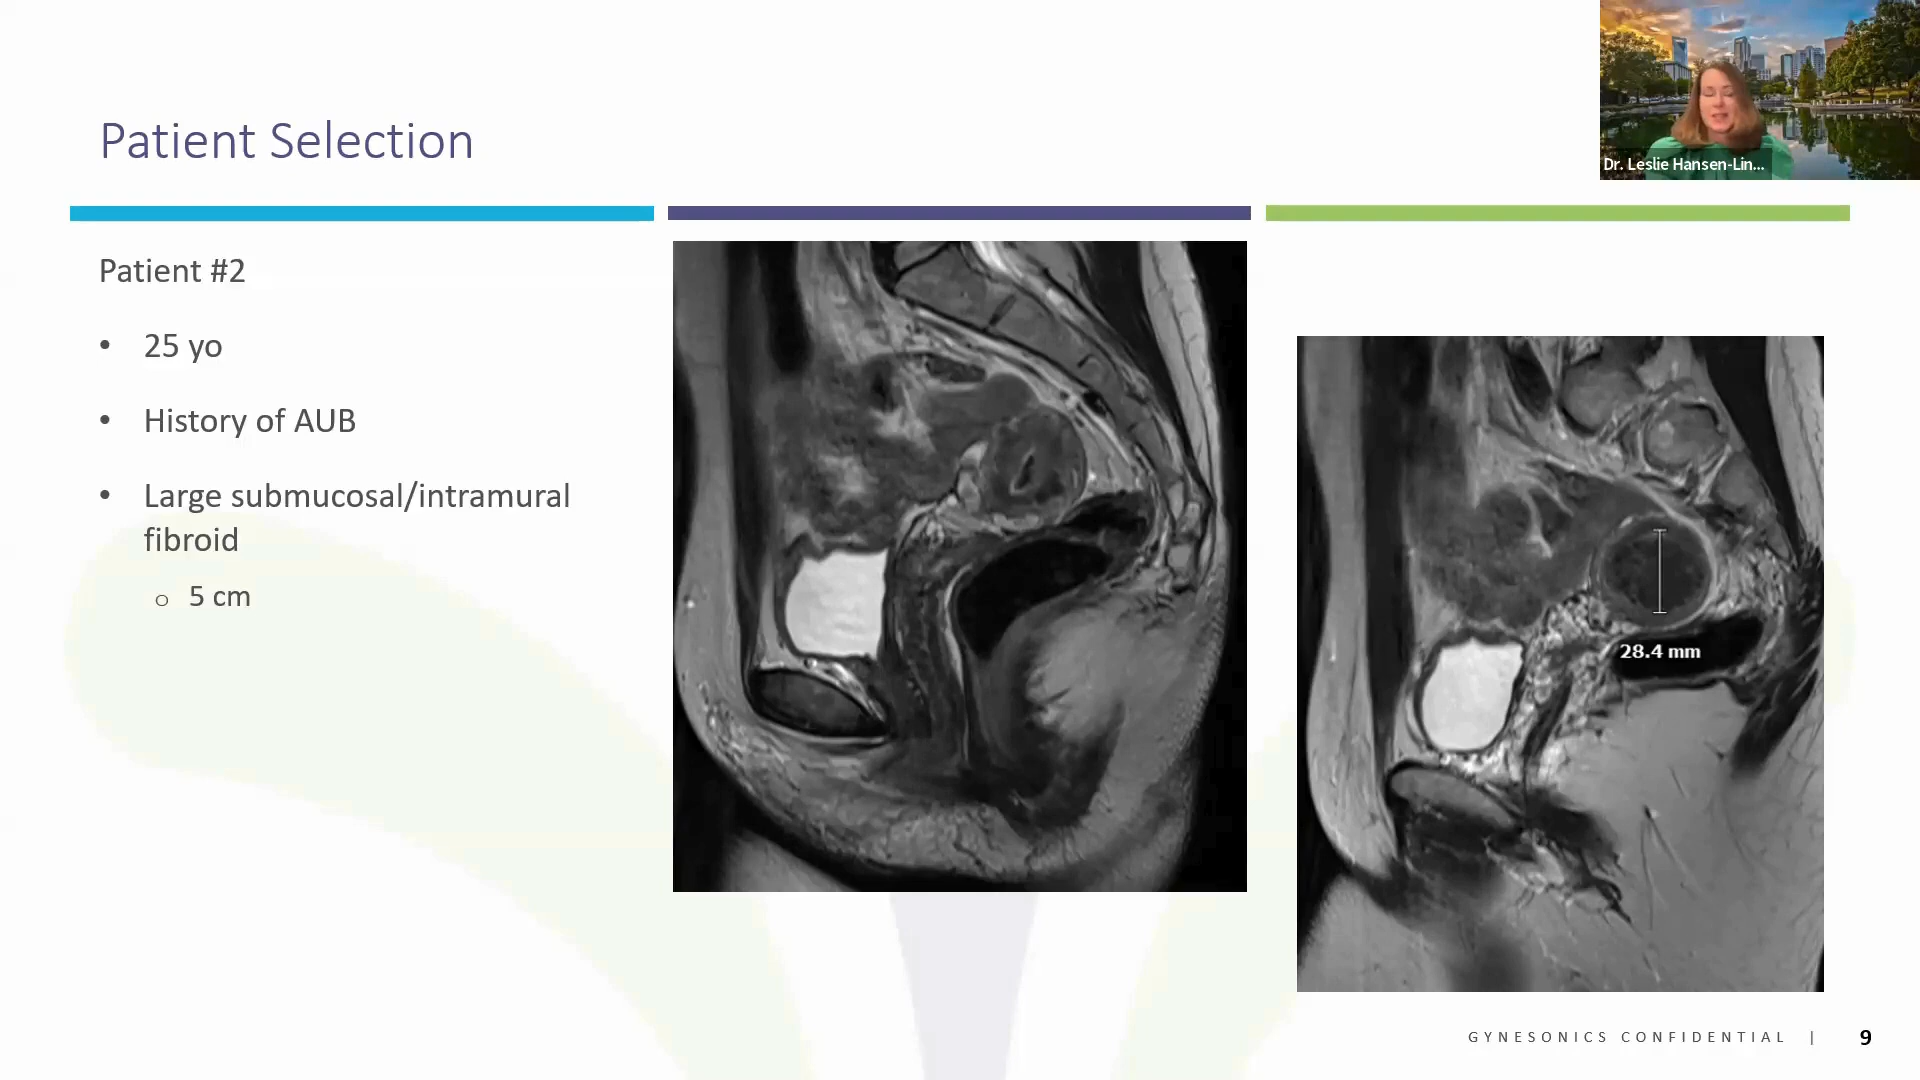 Dr. Leslie Hansen-Lin...
Patient Selection
Patient #2
• 25 yo
• History of AUB
• Large submucosal/intramural
fibroid
o 5 cm
28.4 mm
GYNESONICS CONFIDENTIAL | 9